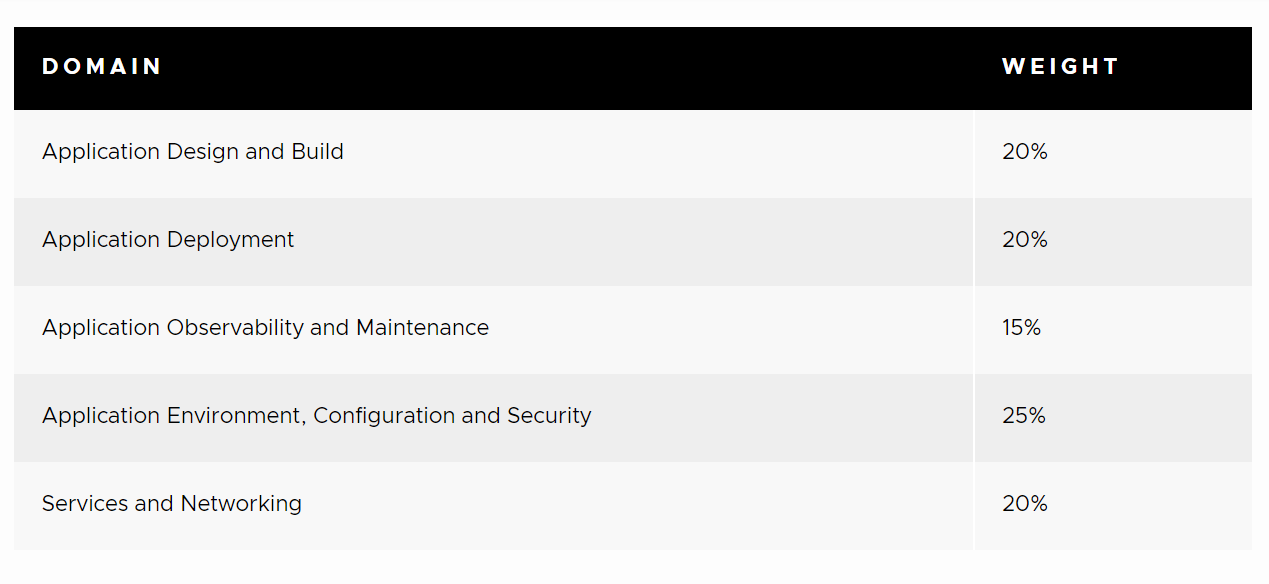 DOMAIN WEIGHT
Application Design and Build 20%
Application Deployment 20%
Application Observability and Maintenance 15%
Application Environment, Configuration and Security 25%
Services and Networking 20%